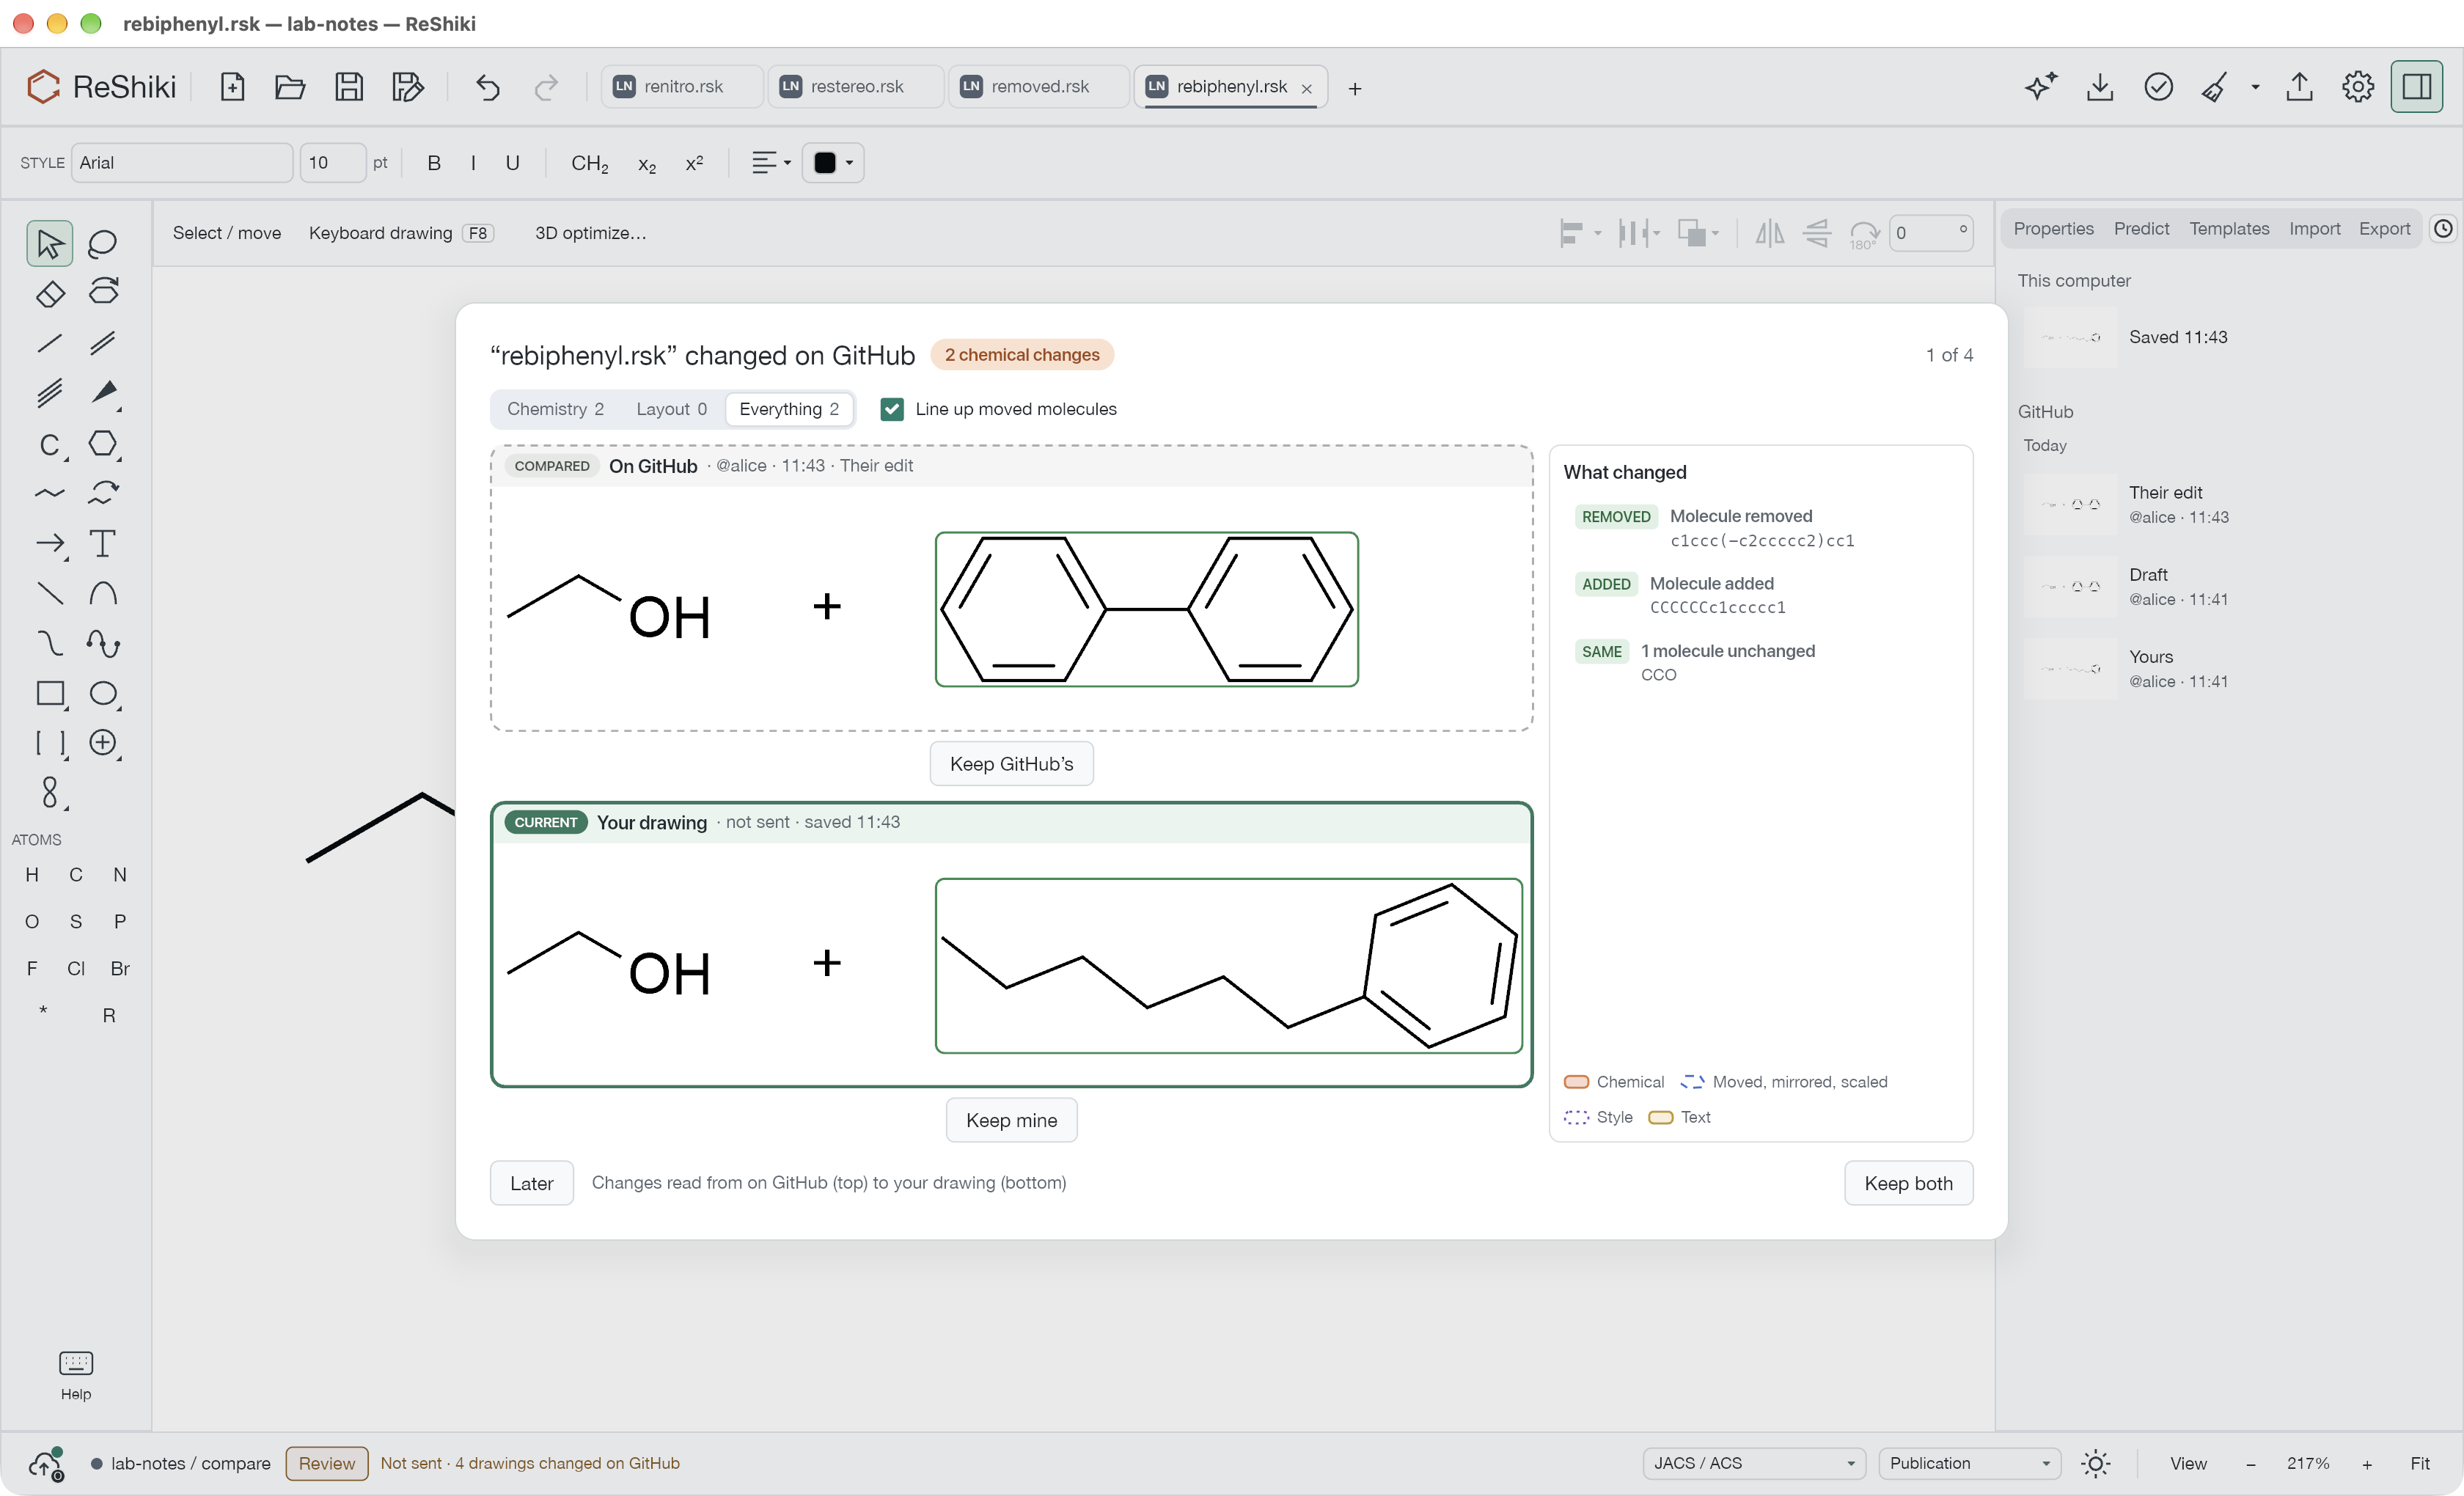 rebiphenyl.rsk — lab-notes — ReShiki
ReShiki
LN renitro.rsk
LN restereo.rsk
LN removed.rsk
LN rebiphenyl.rsk ×
+
STYLE Arial 10 pt B I U CH₂ x₂ x²
Select / move Keyboard drawing F8 3D optimize…
180° 0 °
Properties Predict Templates Import Export
This computer
Saved 11:43
GitHub
Today
Their edit
@alice · 11:43
Draft
@alice · 11:41
Yours
@alice · 11:41
C
T
ATOMS
H C N
O S P
F Cl Br
* R
Help
“rebiphenyl.rsk” changed on GitHub 2 chemical changes 1 of 4
Chemistry 2 Layout 0 Everything 2 Line up moved molecules
COMPARED On GitHub · @alice · 11:43 · Their edit
OH +
Keep GitHub’s
CURRENT Your drawing · not sent · saved 11:43
OH +
Keep mine
What changed
REMOVED Molecule removed
c1ccc(–c2ccccc2)cc1
ADDED Molecule added
CCCCCCc1ccccc1
SAME 1 molecule unchanged
CCO
Chemical Moved, mirrored, scaled
Style Text
Later Changes read from on GitHub (top) to your drawing (bottom) Keep both
lab-notes / compare Review Not sent · 4 drawings changed on GitHub
JACS / ACS Publication View – 217% + Fit